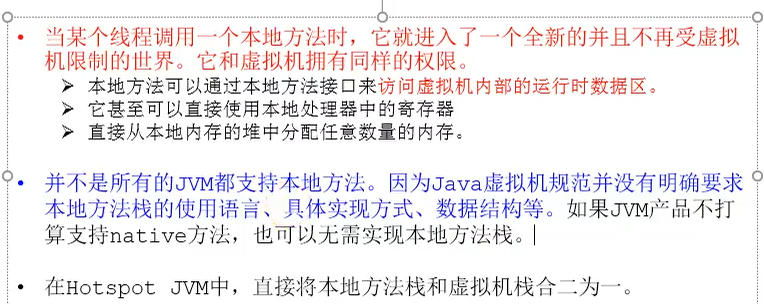 • 当某个线程调用一个本地方法时，它就进入了一个全新的并且不再受虚拟
机限制的世界。它和虚拟机拥有同样的权限。
➢ 本地方法可以通过本地方法接口来访问虚拟机内部的运行时数据区。
➢ 它甚至可以直接使用本地处理器中的寄存器
➢ 直接从本地内存的堆中分配任意数量的内存。
• 并不是所有的JVM都支持本地方法。因为Java虚拟机规范并没有明确要求
本地方法栈的使用语言、具体实现方式、数据结构等。如果JVM产品不打
算支持native方法，也可以无需实现本地方法栈。
• 在Hotspot JVM中，直接将本地方法栈和虚拟机栈合二为一。